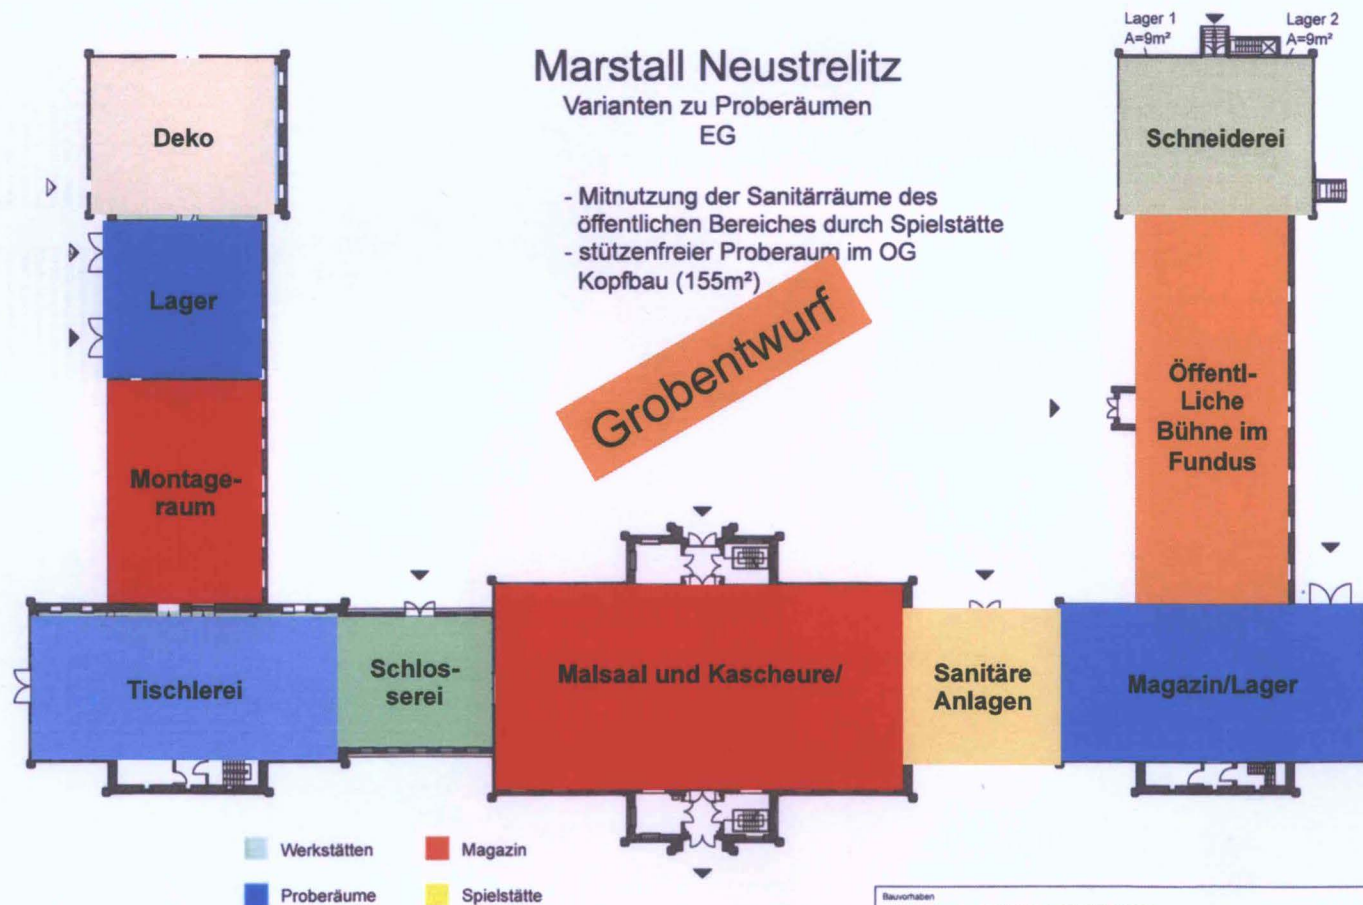 Marstall Neustrelitz
Varianten zu Proberäumen
EG
- Mitnutzung der Sanitärräume des
öffentlichen Bereiches durch Spielstätte
- stützenfreier Proberaum im OG
Kopfbau (155m²)
Grobentwurf
Lager 1
A=9m²
Lager 2
A=9m²
Deko
Schneiderei
Lager
Öffentl-
Liche
Bühne im
Fundus
Montage-
raum
Tischlerei
Schlos-
serei
Malsaal und Kascheure/
Sanitäre
Anlagen
Magazin/Lager
Werkstätten
Magazin
Proberäume
Spielstätte
Bauvorhaben